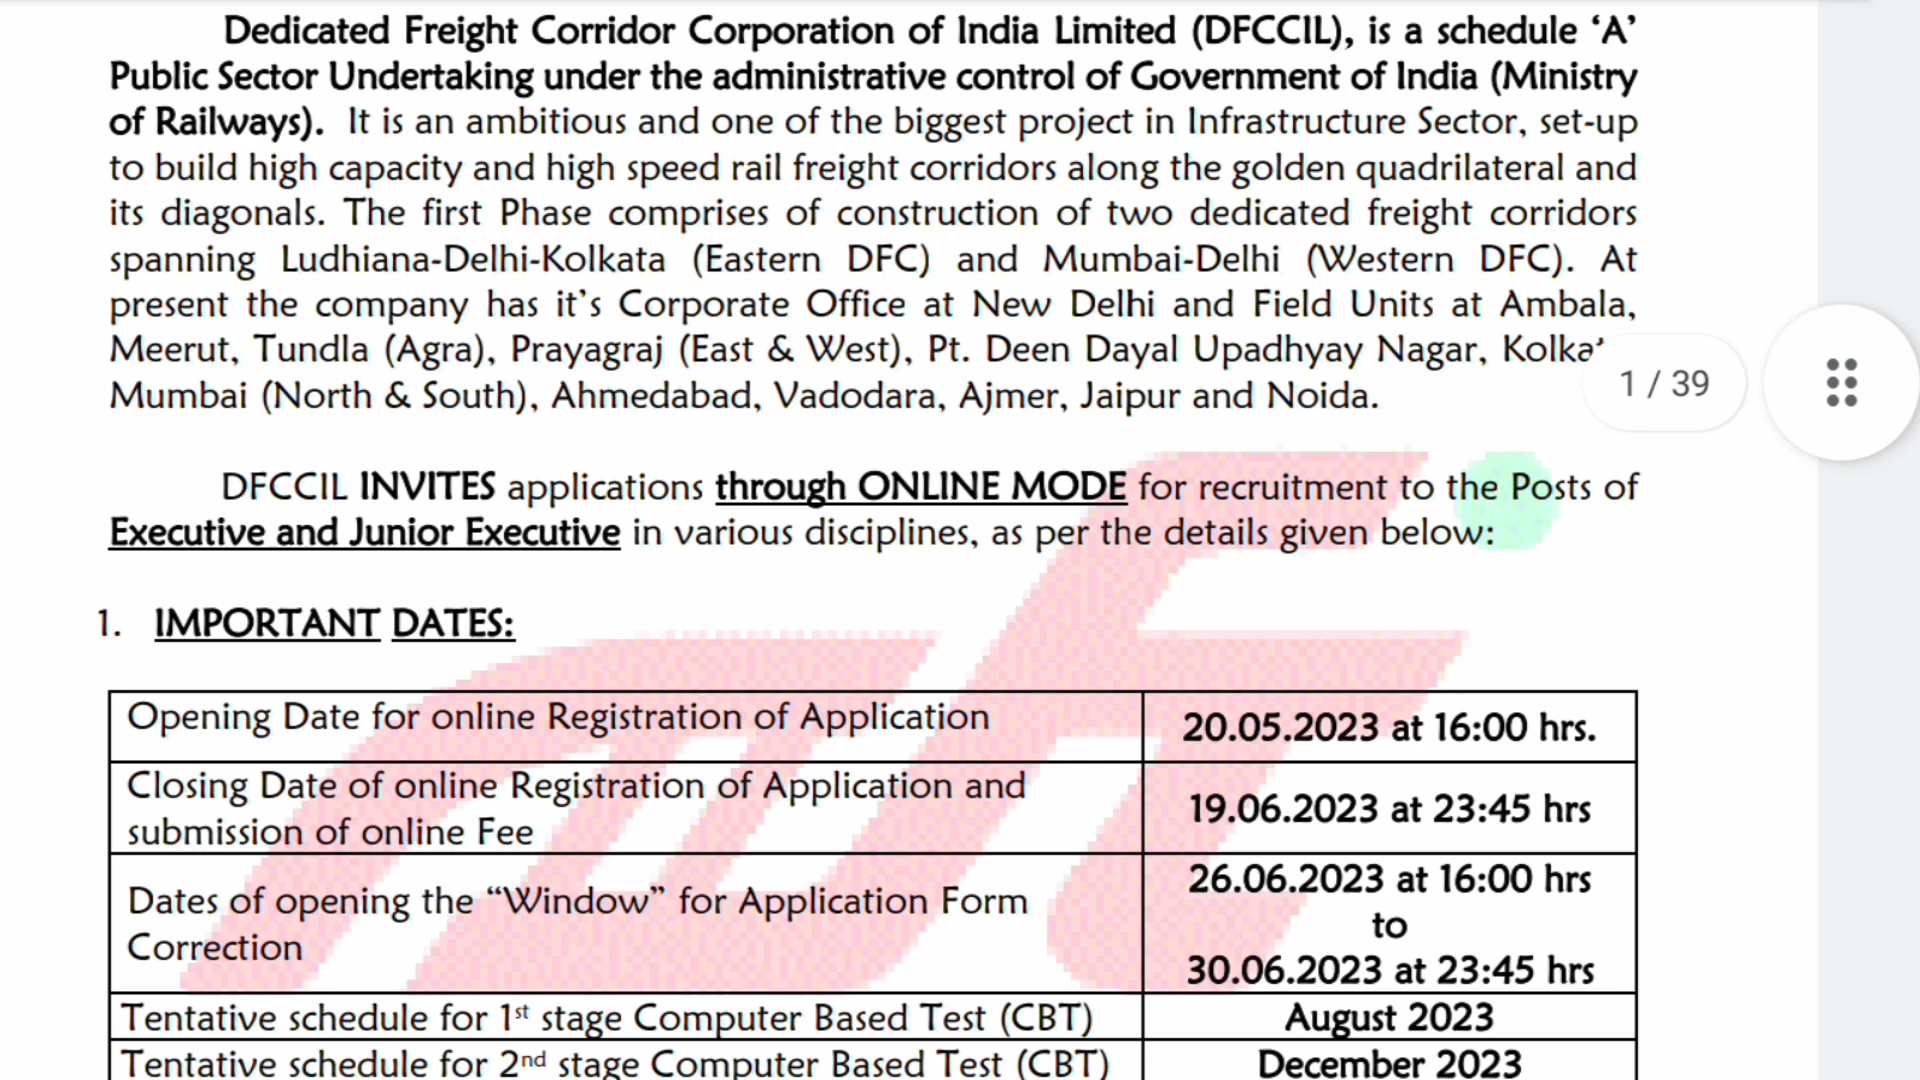 Dedicated Freight Corridor Corporation of India Limited (DFCCIL), is a schedule ‘A’
Public Sector Undertaking under the administrative control of Government of India (Ministry
of Railways). It is an ambitious and one of the biggest project in Infrastructure Sector, set-up
to build high capacity and high speed rail freight corridors along the golden quadrilateral and
its diagonals. The first Phase comprises of construction of two dedicated freight corridors
spanning Ludhiana-Delhi-Kolkata (Eastern DFC) and Mumbai-Delhi (Western DFC). At
present the company has it’s Corporate Office at New Delhi and Field Units at Ambala,
Meerut, Tundla (Agra), Prayagraj (East & West), Pt. Deen Dayal Upadhyay Nagar,
Mumbai (North & South), Ahmedabad, Vadodara, Ajmer, Jaipur and Noida.
1 / 39
DFCCIL INVITES applications through ONLINE MODE for recruitment to the Posts of
Executive and Junior Executive in various disciplines, as per the details given below:
1. IMPORTANT DATES:
Opening Date for online Registration of Application
20.05.2023 at 16:00 hrs.
Closing Date of online Registration of Application and
submission of online Fee
19.06.2023 at 23:45 hrs
Dates of opening the “Window” for Application Form
Correction
26.06.2023 at 16:00 hrs
to
30.06.2023 at 23:45 hrs
Tentative schedule for 1st stage Computer Based Test (CBT)
August 2023
Tentative schedule for 2nd stage Computer Based Test (CBT)
December 2023